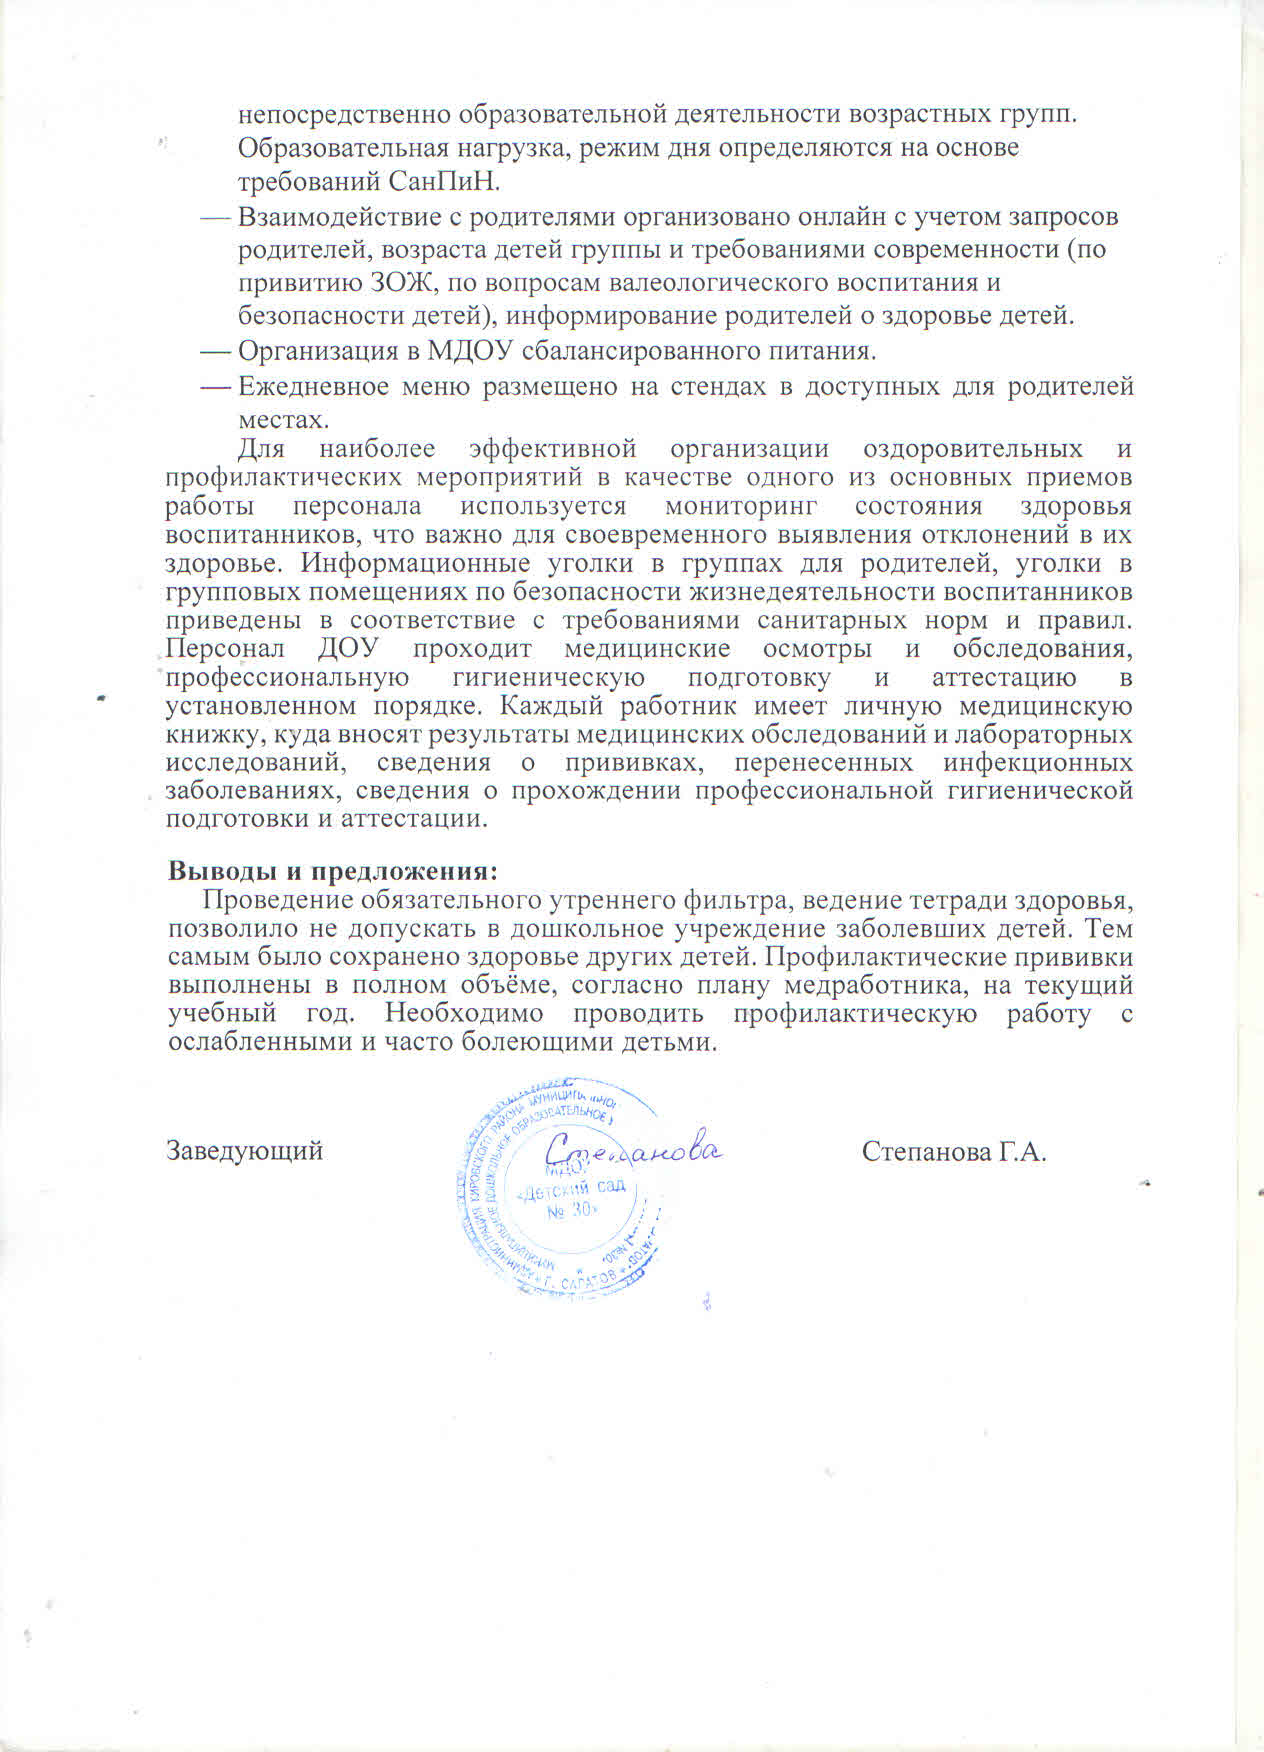 непосредственно образовательной деятельности возрастных групп.
Образовательная нагрузка, режим дня определяются на основе
требований СанПиН.
— Взаимодействие с родителями организовано онлайн с учетом запросов
родителей, возраста детей группы и требованиями современности (по
привитию ЗОЖ, по вопросам валеологического воспитания и
безопасности детей), информирование родителей о здоровье детей.
— Организация в МДОУ сбалансированного питания.
— Ежедневное меню размещено на стендах в доступных для родителей
местах.
Для наиболее эффективной организации оздоровительных и
профилактических мероприятий в качестве одного из основных приемов
работы персонала используется мониторинг состояния здоровья
воспитанников, что важно для своевременного выявления отклонений в их
здоровье. Информационные уголки в группах для родителей, уголки в
групповых помещениях по безопасности жизнедеятельности воспитанников
приведены в соответствие с требованиями санитарных норм и правил.
Персонал ДОУ проходит медицинские осмотры и обследования,
профессиональную гигиеническую подготовку и аттестацию в
установленном порядке. Каждый работник имеет личную медицинскую
книжку, куда вносят результаты медицинских обследований и лабораторных
исследований, сведения о прививках, перенесенных инфекционных
заболеваниях, сведения о прохождении профессиональной гигиенической
подготовки и аттестации.
Выводы и предложения:
Проведение обязательного утреннего фильтра, ведение тетради здоровья,
позволило не допускать в дошкольное учреждение заболевших детей. Тем
самым было сохранено здоровье других детей. Профилактические прививки
выполнены в полном объёме, согласно плану медработника, на текущий
учебный год. Необходимо проводить профилактическую работу с
ослабленными и часто болеющими детьми.
Заведующий Степанова Степанова Г.А.
МДОУ
«Детский сад
№ 30»
АДМИНИСТРАЦИЯ КИРОВСКОГО РАЙОНА
ДОШКОЛЬНОЕ ОБРАЗОВАТЕЛЬНОЕ
Г. САРАТОВ